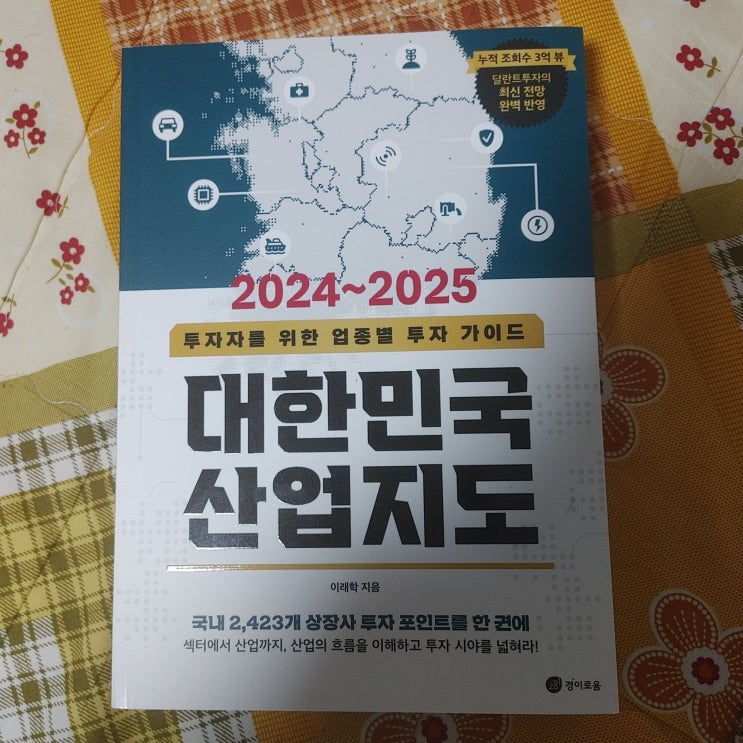 누적 조회수 3억 뷰
달란트투자의
최신 전망
완벽 반영
2024~2025
투자자를 위한 업종별 투자 가이드
대한민국
산업지도
이래학 지음
국내 2,423개 상장사 투자 포인트를 한 권에
섹터에서 산업까지, 산업의 흐름을 이해하고 투자 시야를 넓혀라!
경이로움